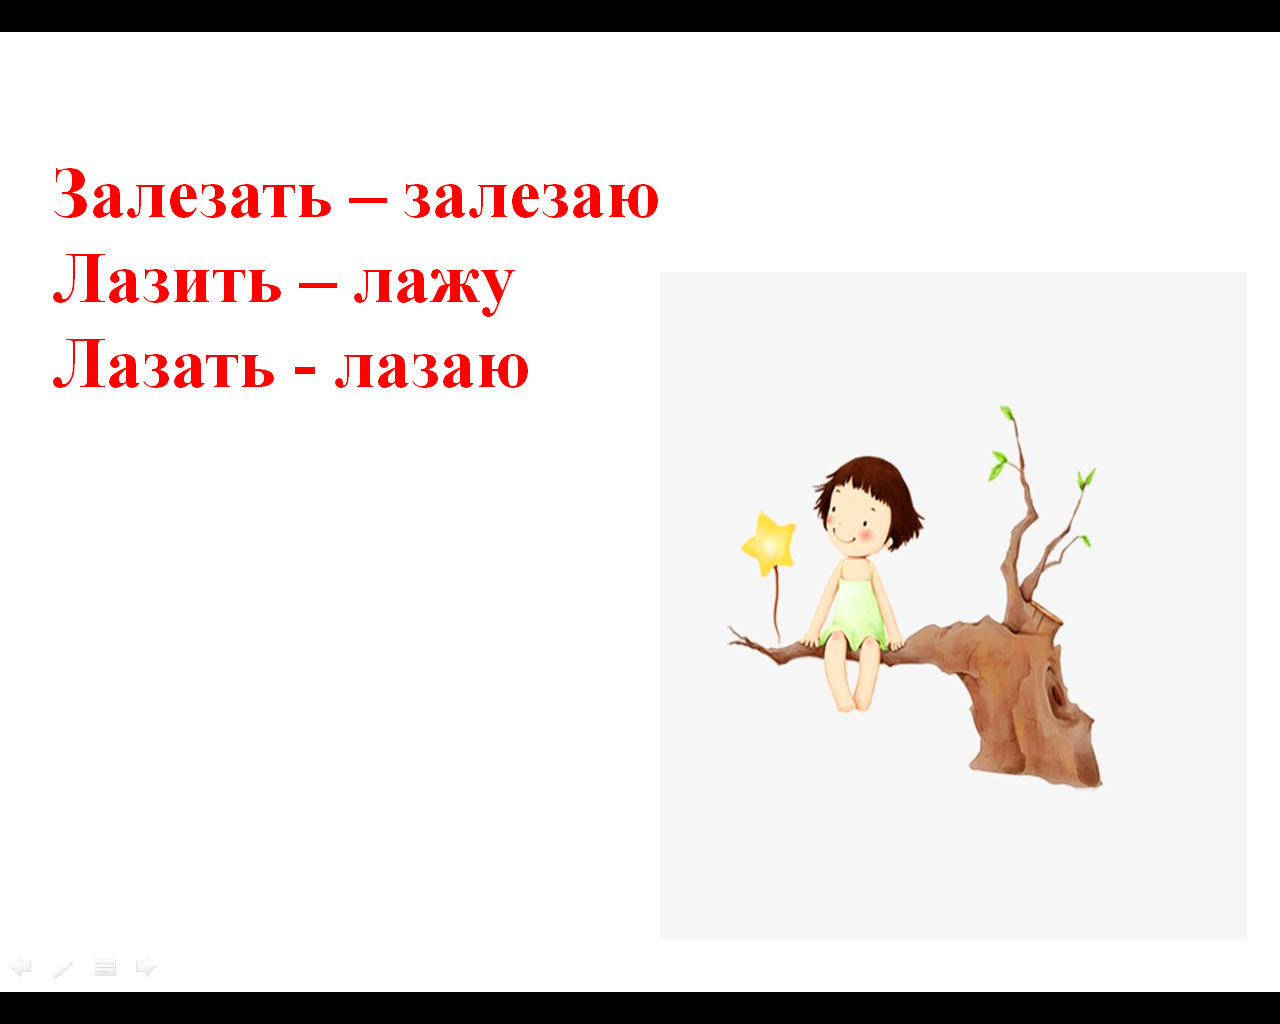 Залезать – залезаю
Лазить – лажу
Лазать - лазаю